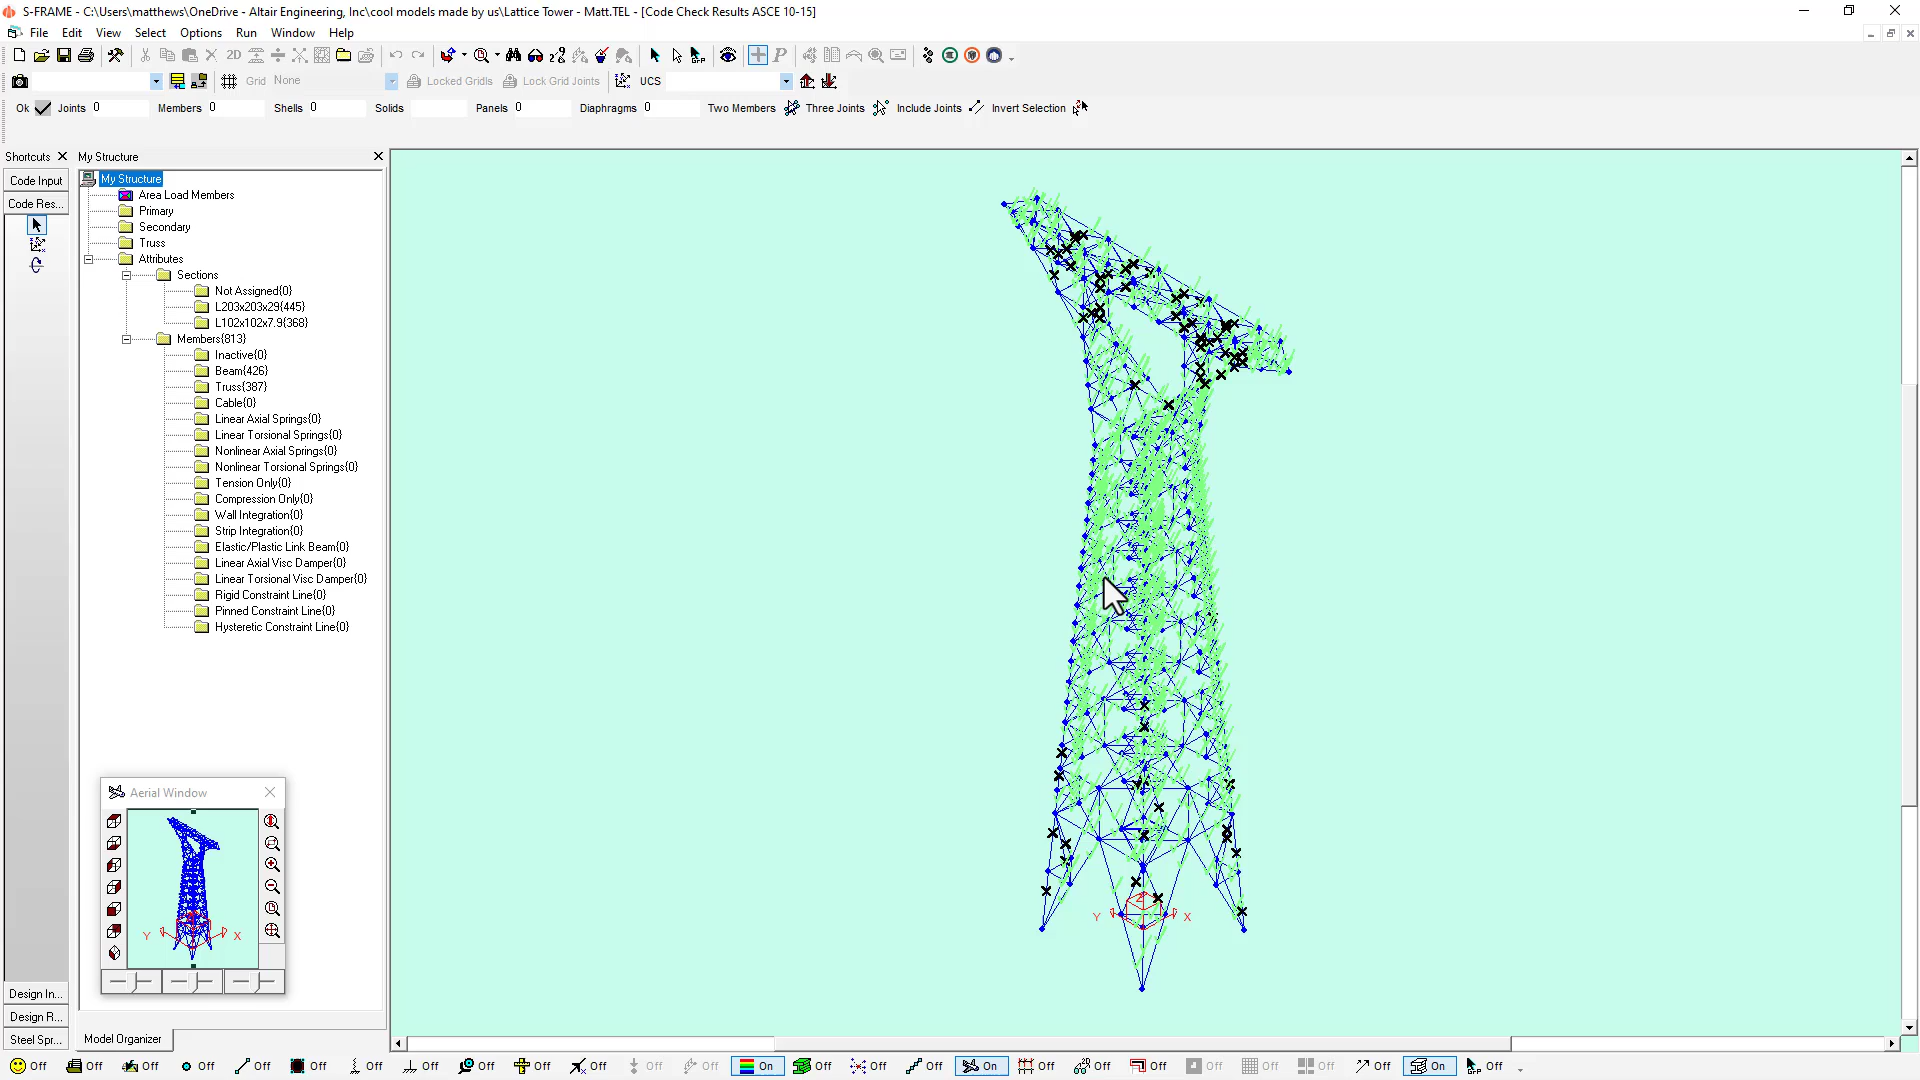 S-FRAME - C:\Users\matthews\OneDrive - Altair Engineering, Inc\cool models made by us\Lattice Tower - Matt.TEL - [Code Check Results ASCE 10-15]
File Edit View Select Options Run Window Help
2D P
Grid None Locked Gridls Lock Grid Joints UCS
Ok Joints 0 Members 0 Shells 0 Solids Panels 0 Diaphragms 0 Two Members Three Joints Include Joints Invert Selection
Shortcuts My Structure
Code Input
Code Res...
My Structure
Area Load Members
Primary
Secondary
Truss
Attributes
Sections
Not Assigned{0}
L203x203x29{445}
L102x102x7.9{368}
Members{813}
Inactive{0}
Beam{426}
Truss{387}
Cable{0}
Linear Axial Springs{0}
Linear Torsional Springs{0}
Nonlinear Axial Springs{0}
Nonlinear Torsional Springs{0}
Tension Only{0}
Compression Only{0}
Wall Integration{0}
Strip Integration{0}
Elastic/Plastic Link Beam{0}
Linear Axial Visc Damper{0}
Linear Torsional Visc Damper{0}
Rigid Constraint Line{0}
Pinned Constraint Line{0}
Hysteretic Constraint Line{0}
Aerial Window
Y X
Z
Y X
Design In...
Design R...
Steel Spr...
Model Organizer
Off Off Off Off Off Off Off Off Off Off Off Off Off On Off Off Off On Off Off Off Off Off Off Off On Off